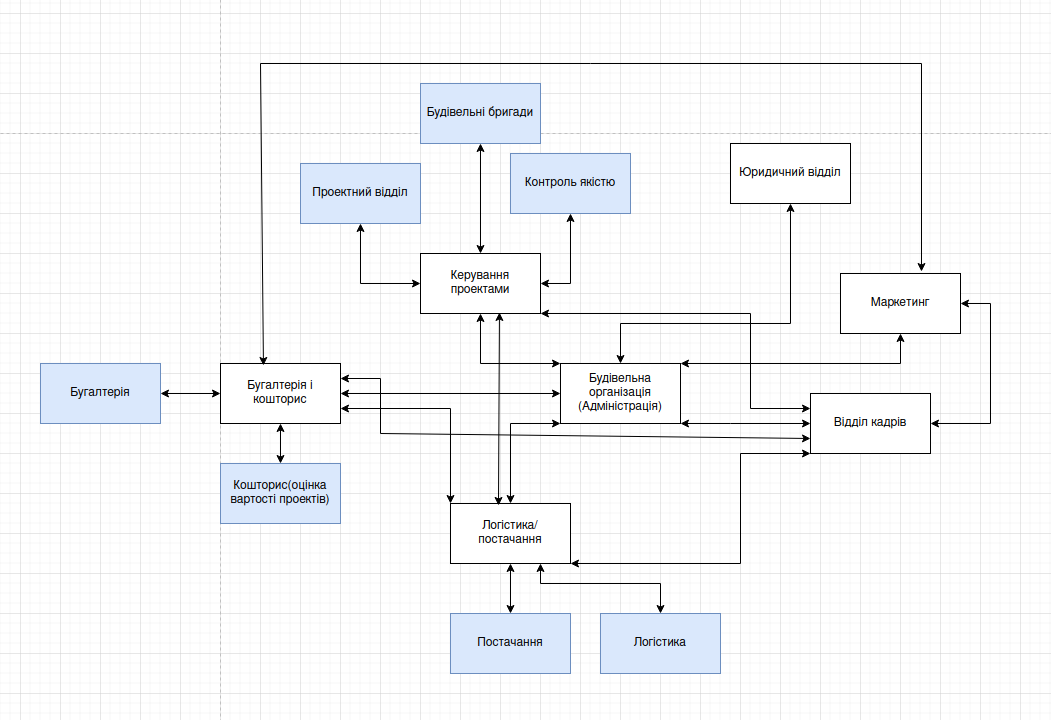 Будівельні бригади
Проектний відділ
Контроль якістю
Юридичний відділ
Керування
проектами
Маркетинг
Бугалтерія
Бугалтерія і
кошторис
Будівельна
організація
(Адміністрація)
Відділ кадрів
Кошторис(оцінка
вартості проектів)
Логістика/
постачання
Постачання
Логістика